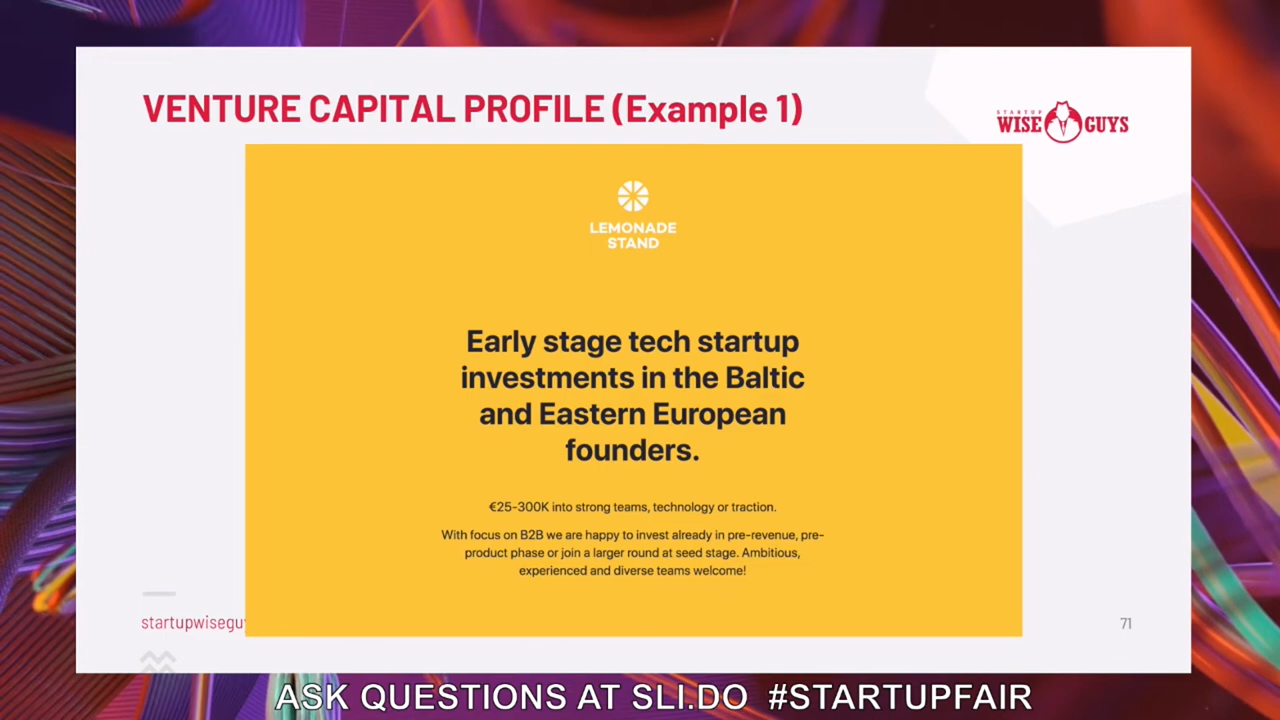 VENTURE CAPITAL PROFILE (Example 1)
STARTUP
WISE GUYS
LEMONADE
STAND
Early stage tech startup
investments in the Baltic
and Eastern European
founders.
€25-300K into strong teams, technology or traction.
With focus on B2B we are happy to invest already in pre-revenue, pre-
product phase or join a larger round at seed stage. Ambitious,
experienced and diverse teams welcome!
startupwisegu
71
ASK QUESTIONS AT SLI.DO #STARTUPFAIR